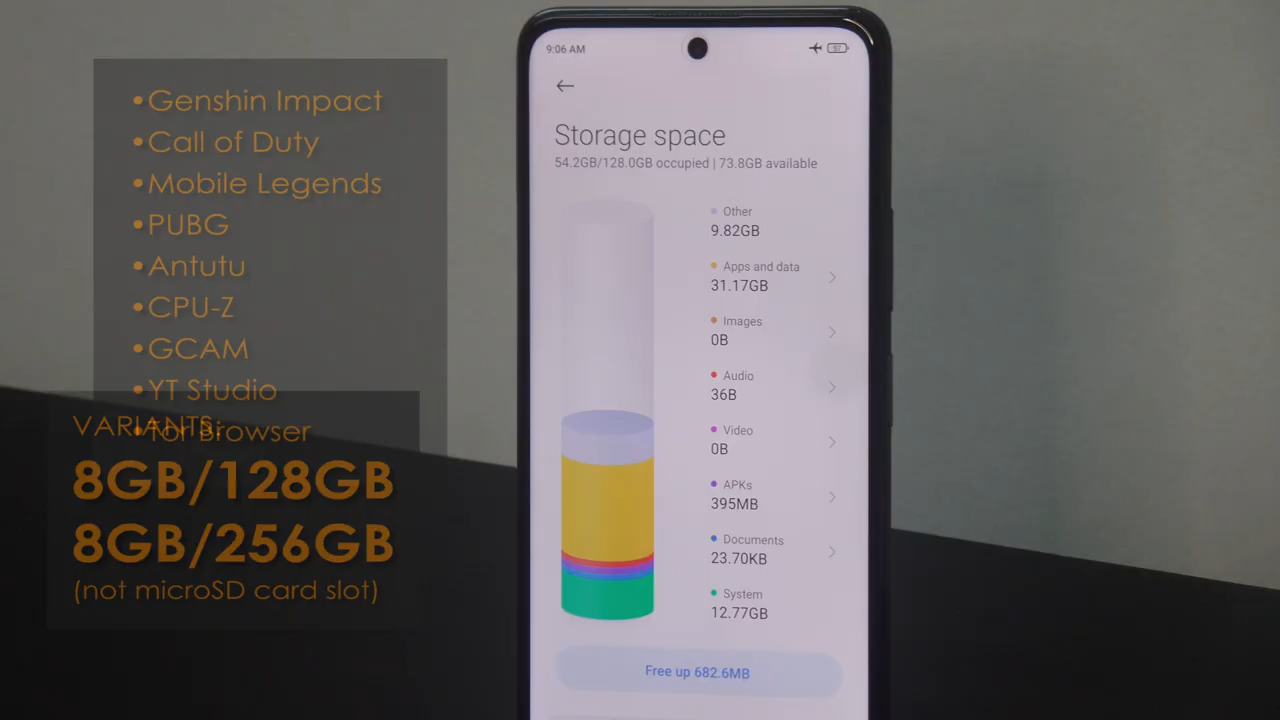 • Genshin Impact
• Call of Duty
• Mobile Legends
• PUBG
• Antutu
• CPU-Z
• GCAM
• YT Studio
• Tor Browser
VARIANTS:
8GB/128GB
8GB/256GB
(not microSD card slot)
9:06 AM
97
Storage space
54.2GB/128.0GB occupied | 73.8GB available
Other
9.82GB
Apps and data
31.17GB
Images
0B
Audio
36B
Video
0B
APKs
395MB
Documents
23.70KB
System
12.77GB
Free up 682.6MB